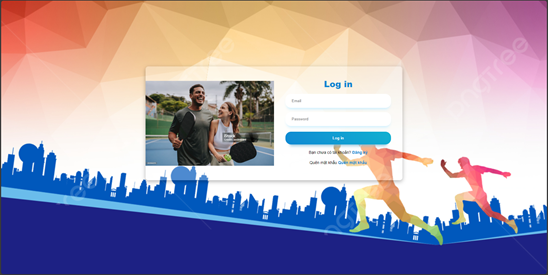 Log in
Email
Password
Log in
Bạn chưa có tài khoản? Đăng ký
Quên mật khẩu Quên mật khẩu